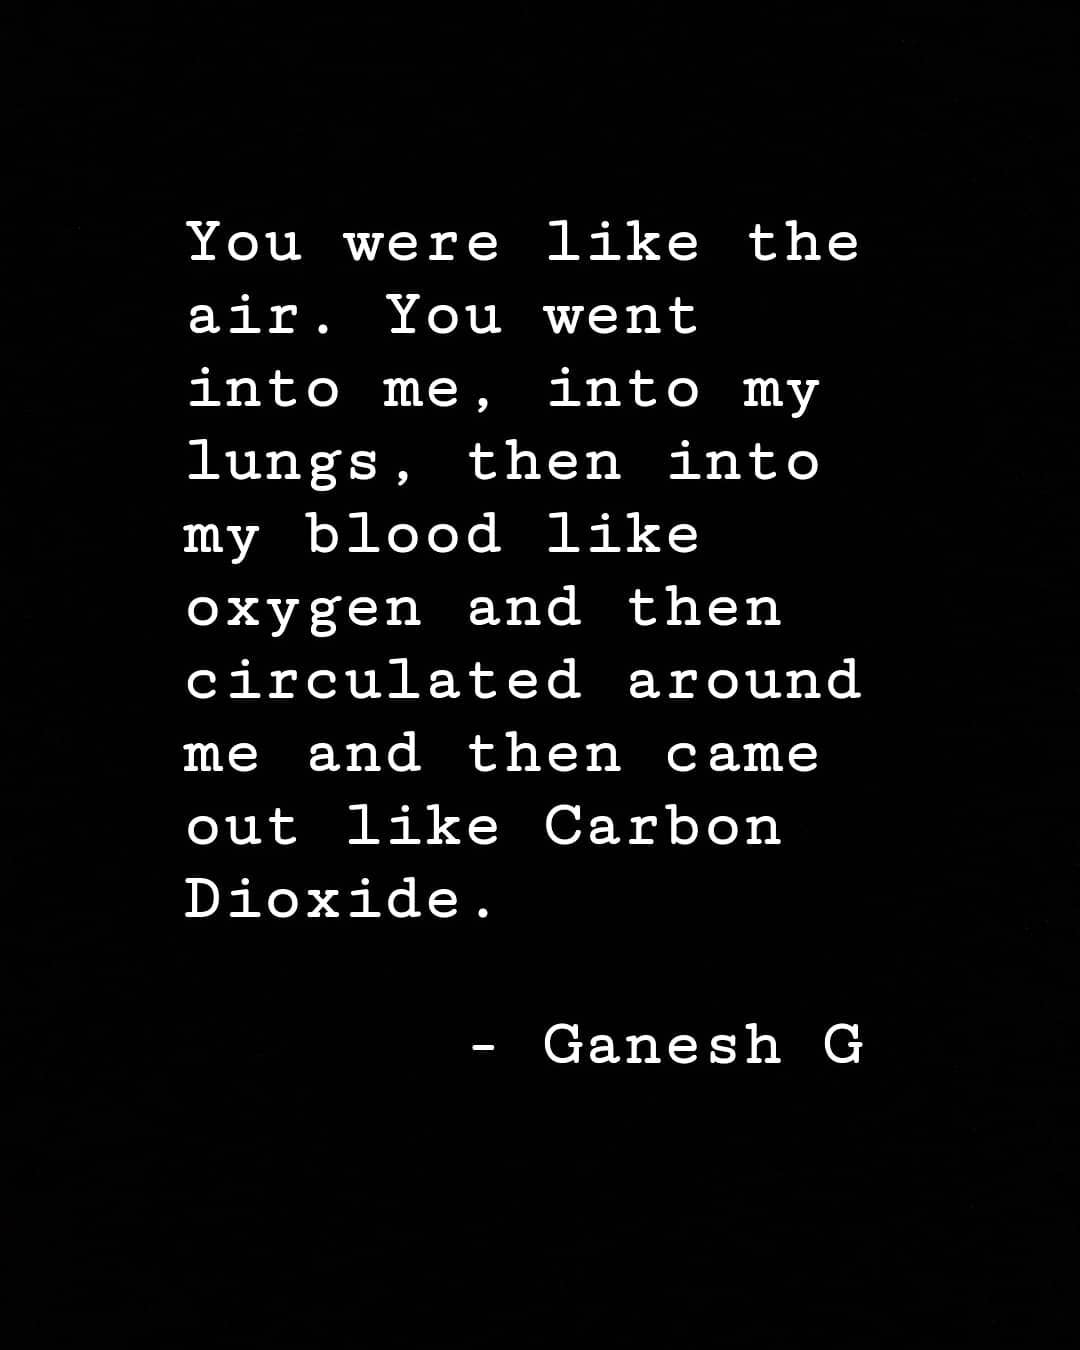 You were like the
air. You went
into me, into my
lungs, then into
my blood like
oxygen and then
circulated around
me and then came
out like Carbon
Dioxide.
- Ganesh G